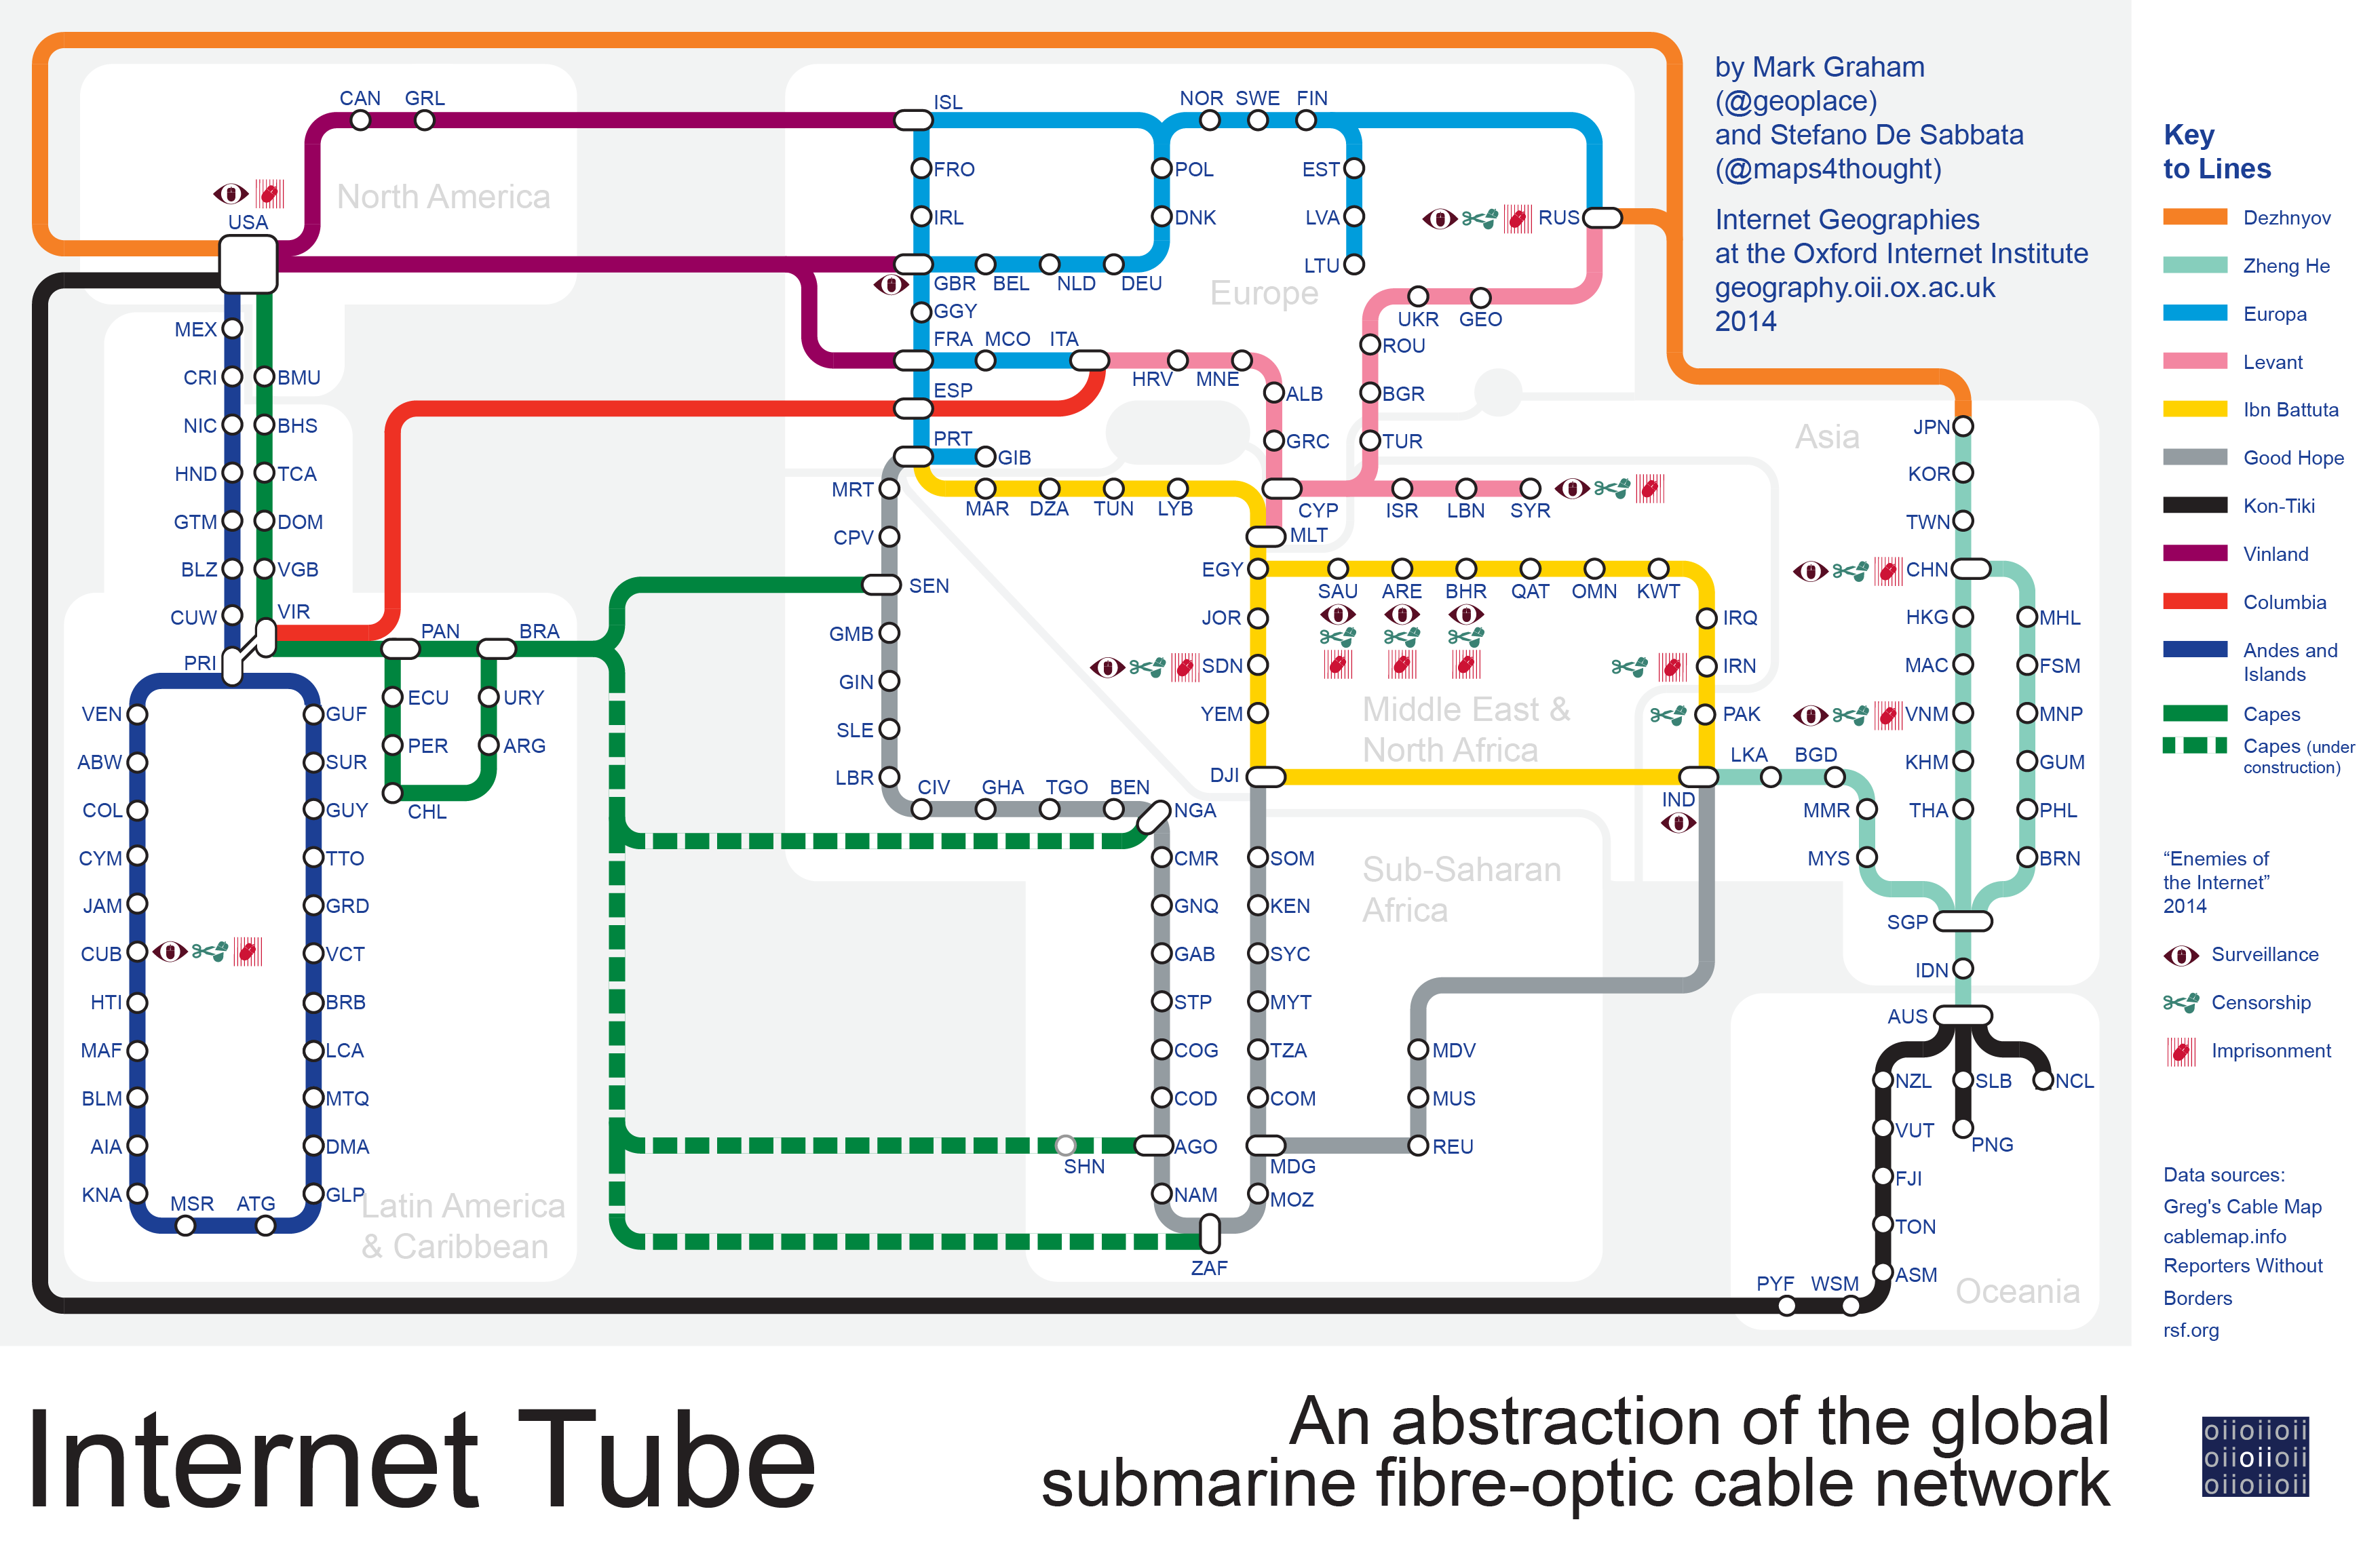 by Mark Graham
(@geoplace)
and Stefano De Sabbata
(@maps4thought)
Internet Geographies
at the Oxford Internet Institute
geography.oii.ox.ac.uk
2014
Key
to Lines
Dezhnyov
Zheng He
Europa
Levant
Ibn Battuta
Good Hope
Kon-Tiki
Vinland
Columbia
Andes and
Islands
Capes
Capes (under
construction)
“Enemies of
the Internet”
2014
Surveillance
Censorship
Imprisonment
Data sources:
Greg's Cable Map
cablemap.info
Reporters Without
Borders
rsf.org
North America
CAN
GRL
USA
MEX
CRI
NIC
HND
GTM
BLZ
CUW
PRI
BMU
BHS
TCA
DOM
VGB
VIR
PAN
BRA
ECU
PER
CHL
URY
ARG
VEN
ABW
COL
CYM
JAM
CUB
HTI
MAF
BLM
AIA
KNA
MSR
ATG
GUF
SUR
GUY
TTO
GRD
VCT
BRB
LCA
MTQ
DMA
GLP
Latin America
& Caribbean
Europe
ISL
FRO
IRL
GBR
BEL
NLD
DEU
GGY
FRA
MCO
ITA
ESP
PRT
GIB
NOR
SWE
FIN
POL
DNK
EST
LVA
LTU
RUS
UKR
GEO
ROU
BGR
TUR
HRV
MNE
ALB
GRC
CYP
ISR
LBN
SYR
MLT
MAR
DZA
TUN
LYB
EGY
SAU
ARE
BHR
QAT
OMN
KWT
JOR
SDN
YEM
DJI
IRQ
IRN
PAK
IND
Middle East &
North Africa
MRT
CPV
SEN
GMB
GIN
SLE
LBR
CIV
GHA
TGO
BEN
NGA
CMR
GNQ
GAB
STP
COG
COD
AGO
SHN
NAM
ZAF
SOM
KEN
SYC
MYT
TZA
COM
MDG
MOZ
MDV
MUS
REU
Sub-Saharan
Africa
Asia
JPN
KOR
TWN
CHN
HKG
MAC
VNM
KHM
THA
MHL
FSM
MNP
GUM
PHL
BRN
LKA
BGD
MMR
MYS
SGP
IDN
AUS
NZL
SLB
NCL
VUT
PNG
FJI
TON
ASM
PYF
WSM
Oceania
Internet Tube
An abstraction of the global
submarine fibre-optic cable network
oiioiioii
oiioiioii
oiioiioii